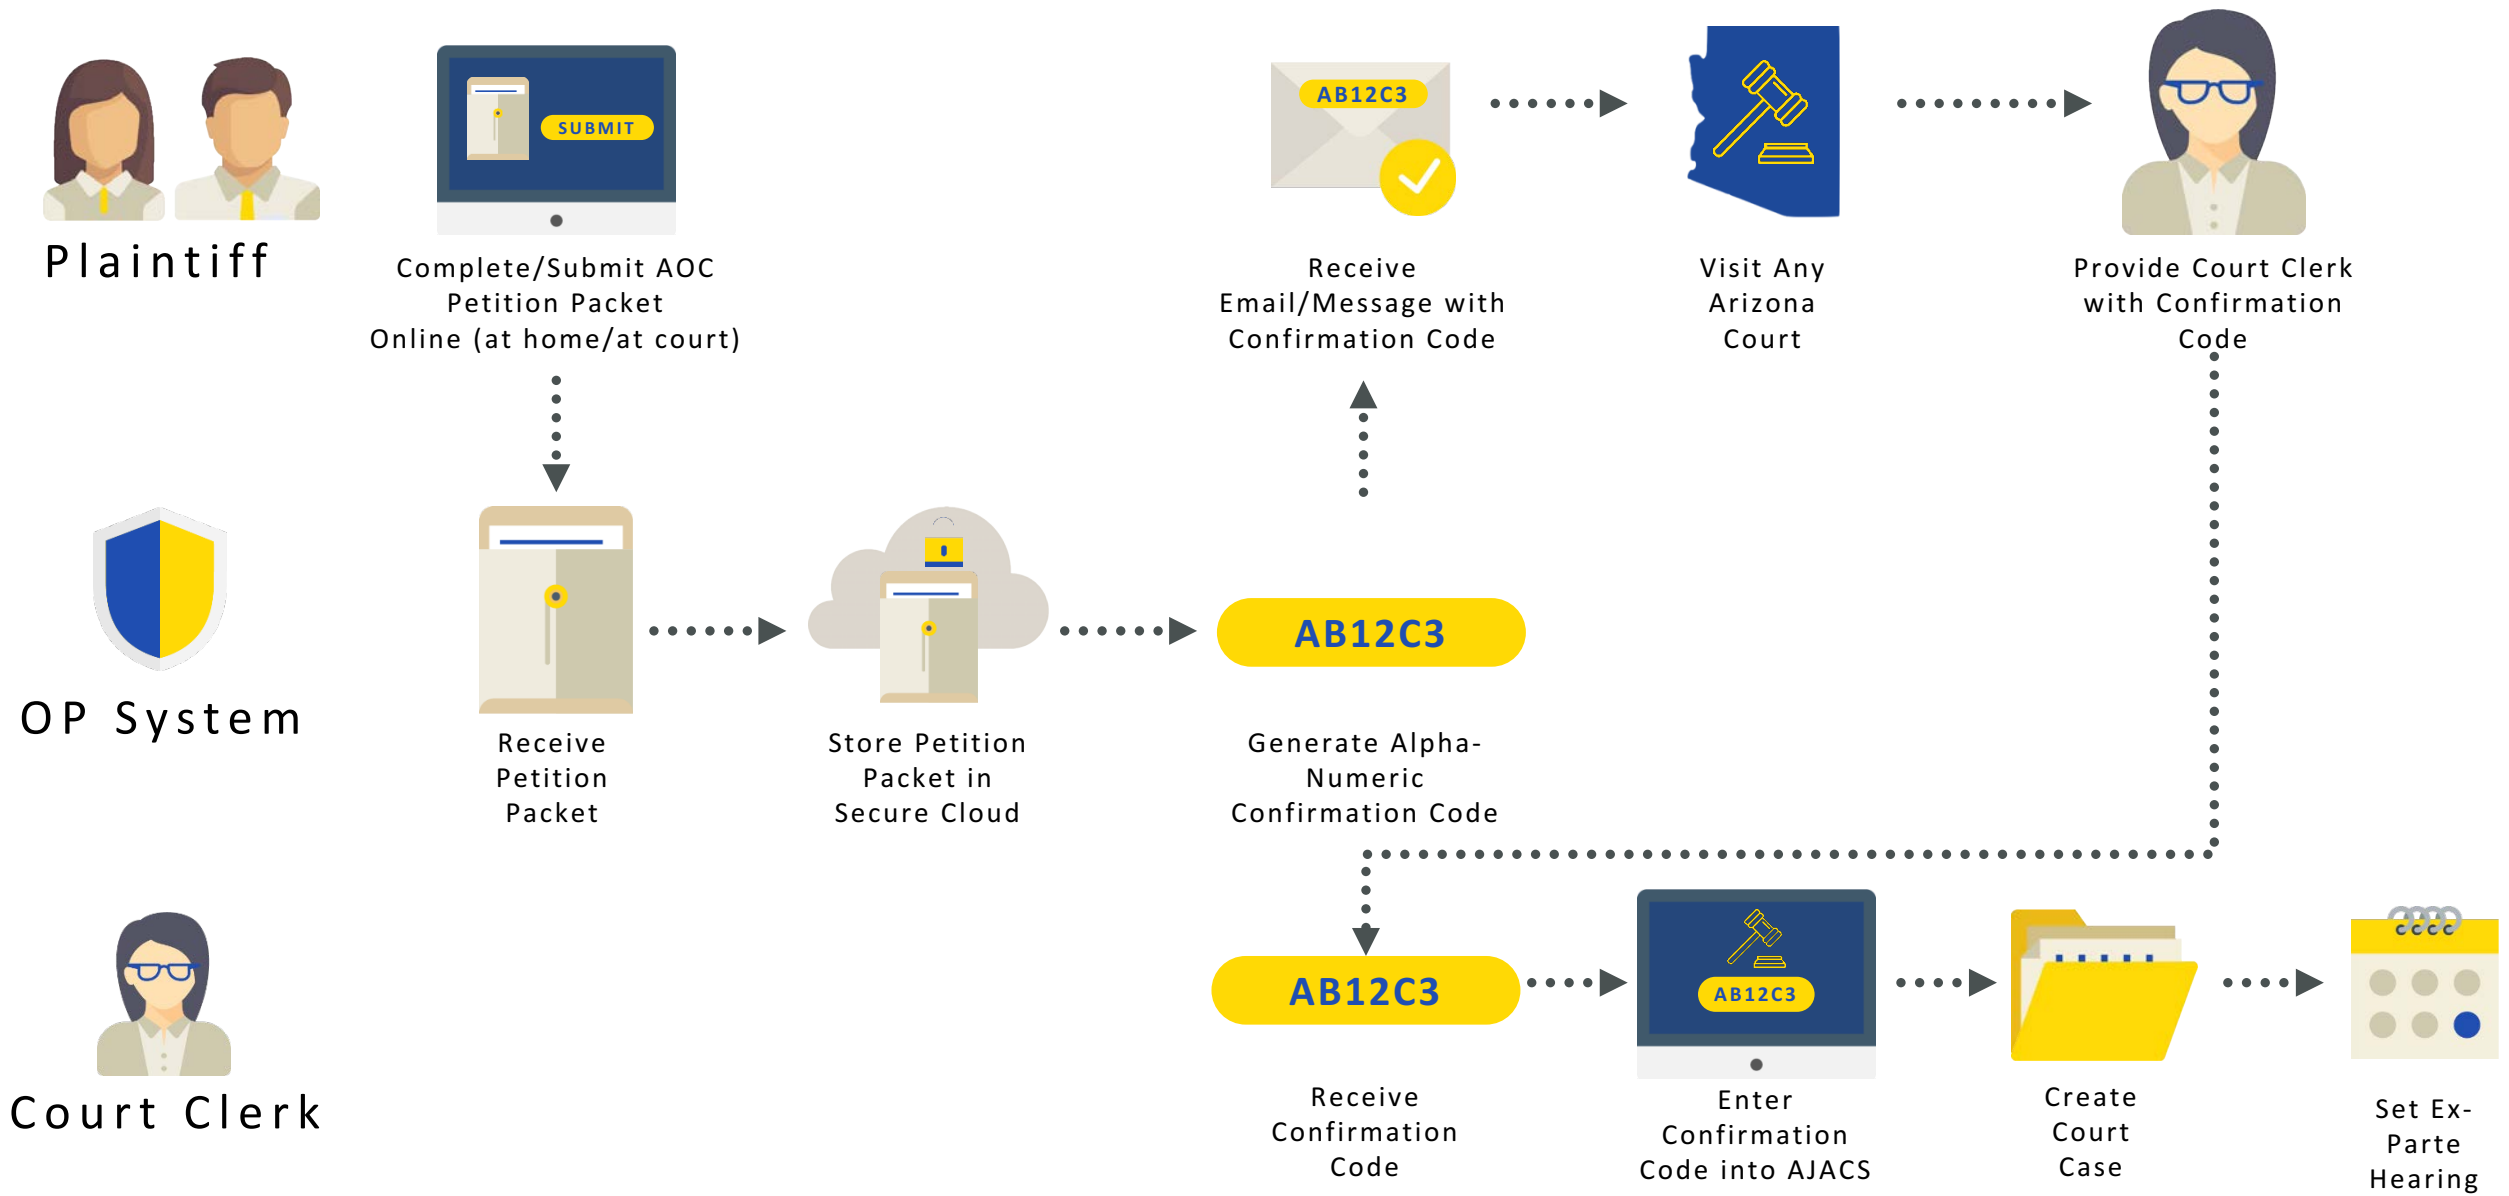 AB12C3
SUBMIT
Plaintiff
Complete/Submit AOC
Petition Packet
Online (at home/at court)
Receive
Email/Message with
Confirmation Code
Visit Any
Arizona
Court
Provide Court Clerk
with Confirmation
Code
AB12C3
OP System
Receive
Petition
Packet
Store Petition
Packet in
Secure Cloud
Generate Alpha-
Numeric
Confirmation Code
AB12C3
AB12C3
Court Clerk
Receive
Confirmation
Code
Enter
Confirmation
Code into AJACS
Create
Court
Case
Set Ex-
Parte
Hearing